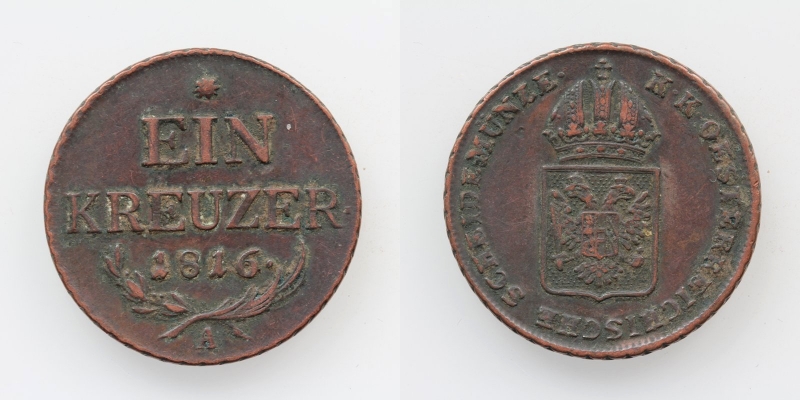 EIN
KREUZER
1816.
A
K·K·OESTERREICHISCHE SCHEIDEMÜNZE·